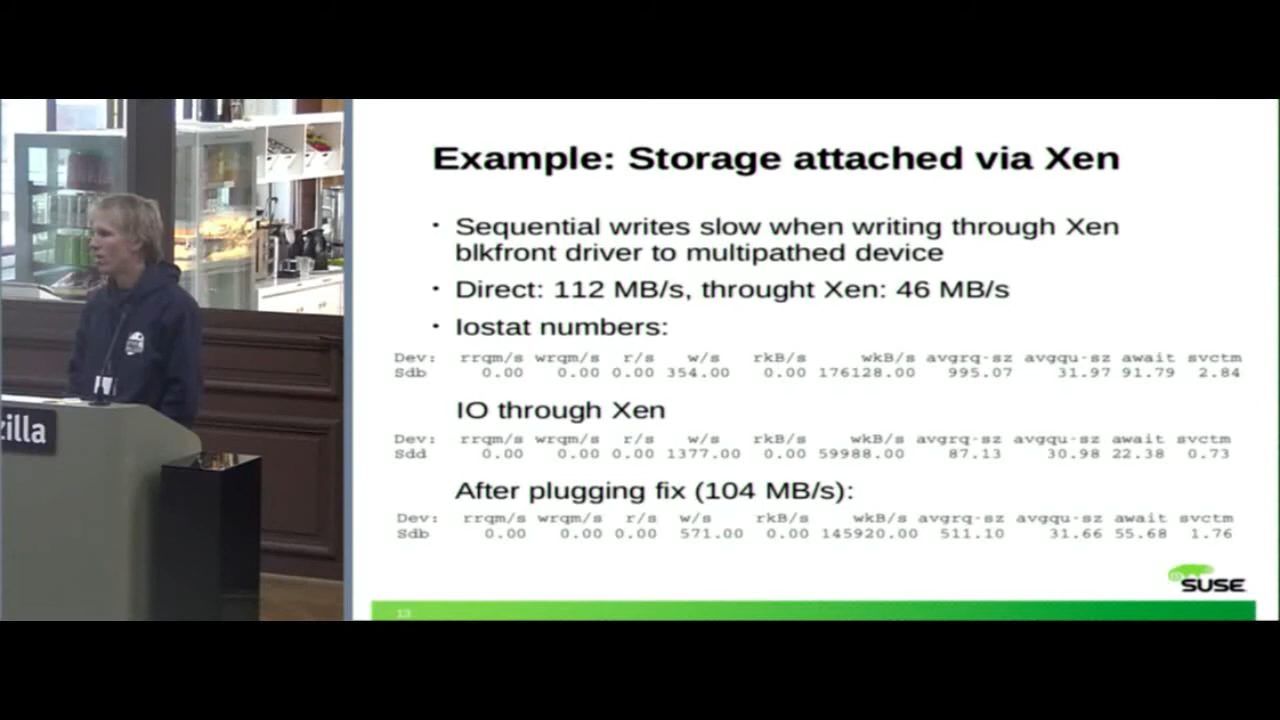 Example: Storage attached via Xen
· Sequential writes slow when writing through Xen
blkfront driver to multipathed device
· Direct: 112 MB/s, throught Xen: 46 MB/s
· Iostat numbers:
Dev: rrqm/s wrqm/s r/s w/s rkB/s wkB/s avgrq-sz avgqu-sz await svctm
Sdb 0.00 0.00 0.00 354.00 0.00 176128.00 995.07 31.97 91.79 2.84
IO through Xen
Dev: rrqm/s wrqm/s r/s w/s rkB/s wkB/s avgrq-sz avgqu-sz await svctm
Sdd 0.00 0.00 0.00 1377.00 0.00 59988.00 87.13 30.98 22.38 0.73
After plugging fix (104 MB/s):
Dev: rrqm/s wrqm/s r/s w/s rkB/s wkB/s avgrq-sz avgqu-sz await svctm
Sdb 0.00 0.00 0.00 571.00 0.00 145920.00 511.10 31.66 55.68 1.76
SUSE
13
zilla